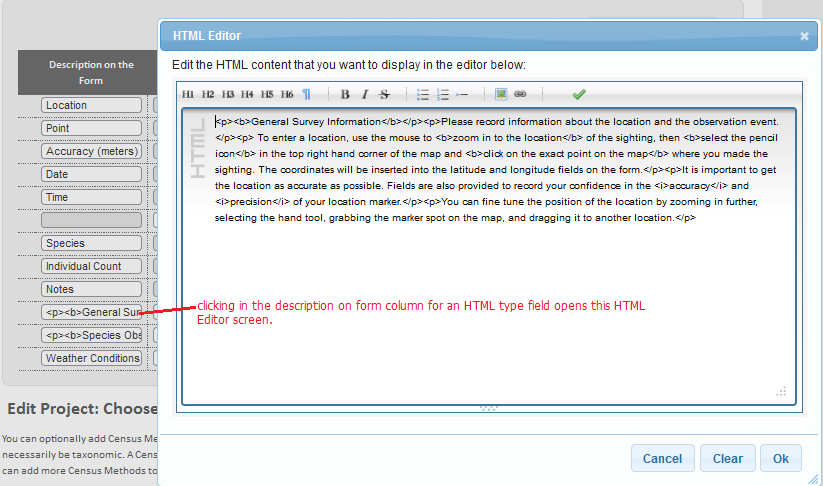 HTML Editor
Edit the HTML content that you want to display in the editor below:
Description on the
Form
Location
Point
Accuracy (meters)
Date
Time
Species
Individual Count
Notes
<p><b>General Sur
<p><b>Species Obs
Weather Conditions
H1 H2 H3 H4 H5 H6 ¶ B I S
HTML
<p><b>General Survey Information</b></p><p>Please record information about the location and the observation event.
</p><p> To enter a location, use the mouse to <b>zoom in to the location</b> of the sighting, then <b>select the pencil
icon</b> in the top right hand corner of the map and <b>click on the exact point on the map</b> where you made the
sighting. The coordinates will be inserted into the latitude and longitude fields on the form.</p><p>It is important to get
the location as accurate as possible. Fields are also provided to record your confidence in the <i>accuracy</i> and
<i>precision</i> of your location marker.</p><p>You can fine tune the position of the location by zooming in further,
selecting the hand tool, grabbing the marker spot on the map, and dragging it to another location.</p>
clicking in the description on form column for an HTML type field opens this HTML
Editor screen.
Edit Project: Choose
You can optionally add Census Me
necessarily be taxonomic. A Cens
can add more Census Methods to
Cancel Clear Ok